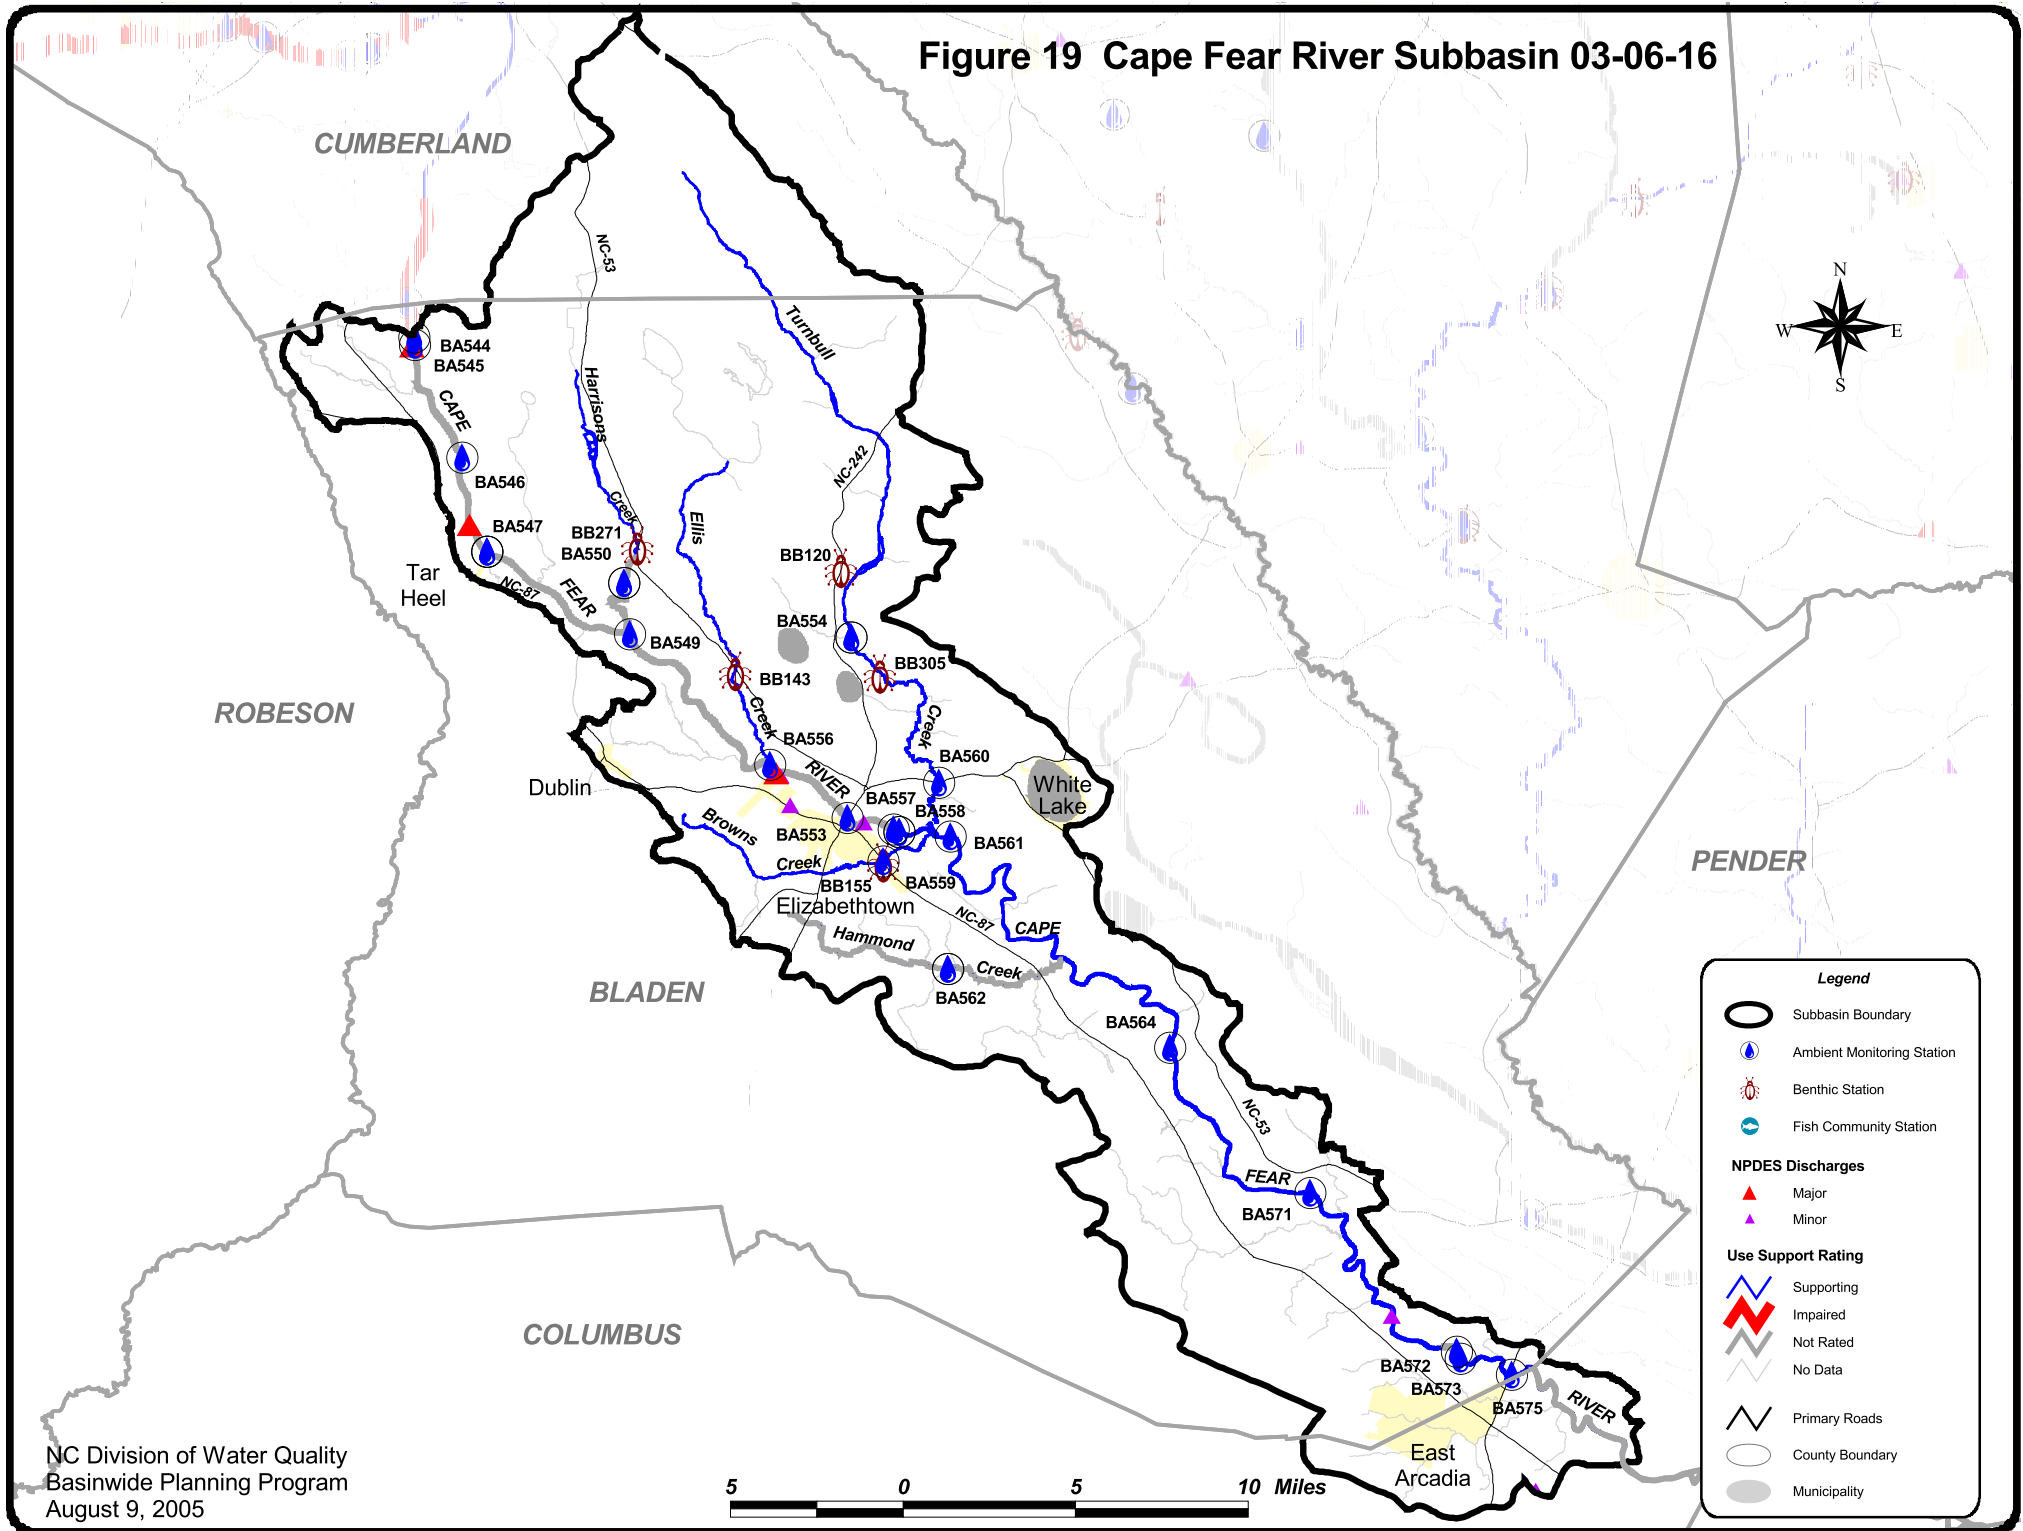 Figure 19 Cape Fear River Subbasin 03-06-16
CUMBERLAND
NC-53
N
W E
S
Turnbull
BA544
BA545
CAPE
Harrisons
NC-242
BA546
Creek
Ellis
BA547
BB271
BA550
BB120
Tar
Heel
NC-87
FEAR
BA554
BA549
BB305
BB143
ROBESON
Creek
Creek
BA556
BA560
RIVER
White
Lake
Dublin
BA557
BA558
Browns
BA553
BA561
Creek
PENDER
BB155
BA559
Elizabethtown
NC-87
CAPE
Hammond
Creek
BLADEN
BA562
BA564
NC-53
FEAR
BA571
COLUMBUS
BA572
BA573
BA575
RIVER
East
Arcadia
Legend
Subbasin Boundary
Ambient Monitoring Station
Benthic Station
Fish Community Station
NPDES Discharges
Major
Minor
Use Support Rating
Supporting
Impaired
Not Rated
No Data
Primary Roads
County Boundary
Municipality
NC Division of Water Quality
Basinwide Planning Program
August 9, 2005
5 0 5 10 Miles